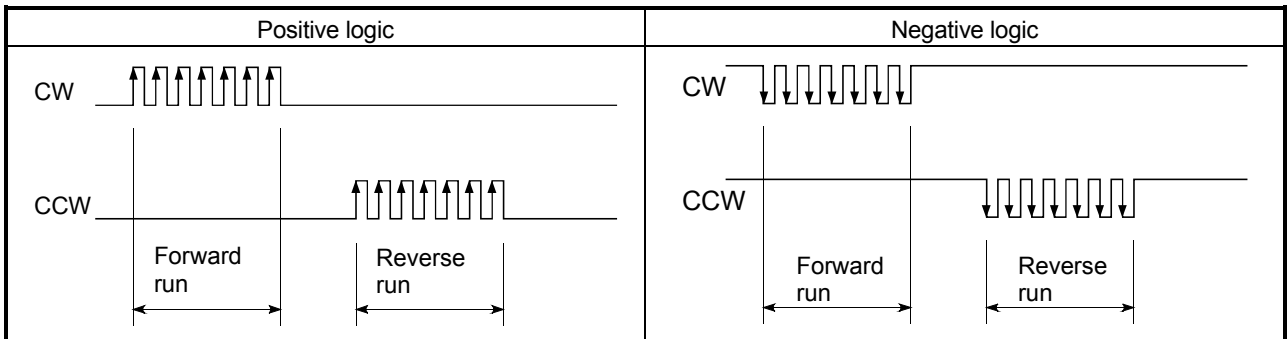 Positive logic
Negative logic
CW
CCW
Forward
run
Reverse
run
CW
CCW
Forward
run
Reverse
run